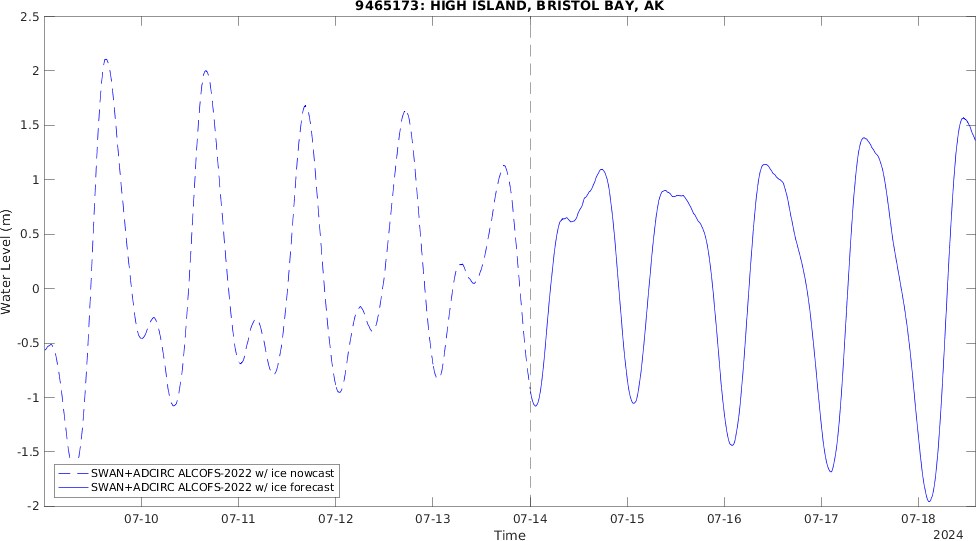 9465173: HIGH ISLAND, BRISTOL BAY, AK
2.5
2
1.5
1
0.5
0
-0.5
-1
-1.5
-2
Water Level (m)
SWAN+ADCIRC ALCOFS-2022 w/ ice nowcast
SWAN+ADCIRC ALCOFS-2022 w/ ice forecast
07-10 07-11 07-12 07-13 07-14 07-15 07-16 07-17 07-18
Time
2024